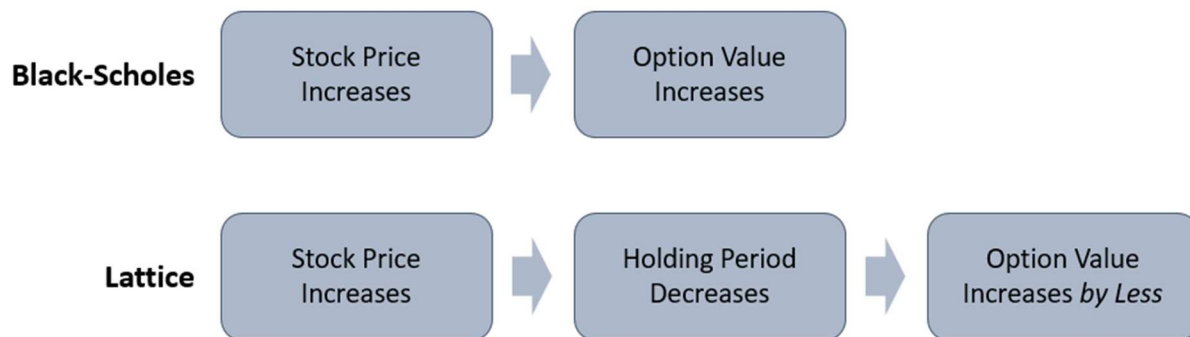 Black-Scholes
Stock Price
Increases
Option Value
Increases
Lattice
Stock Price
Increases
Holding Period
Decreases
Option Value
Increases by Less